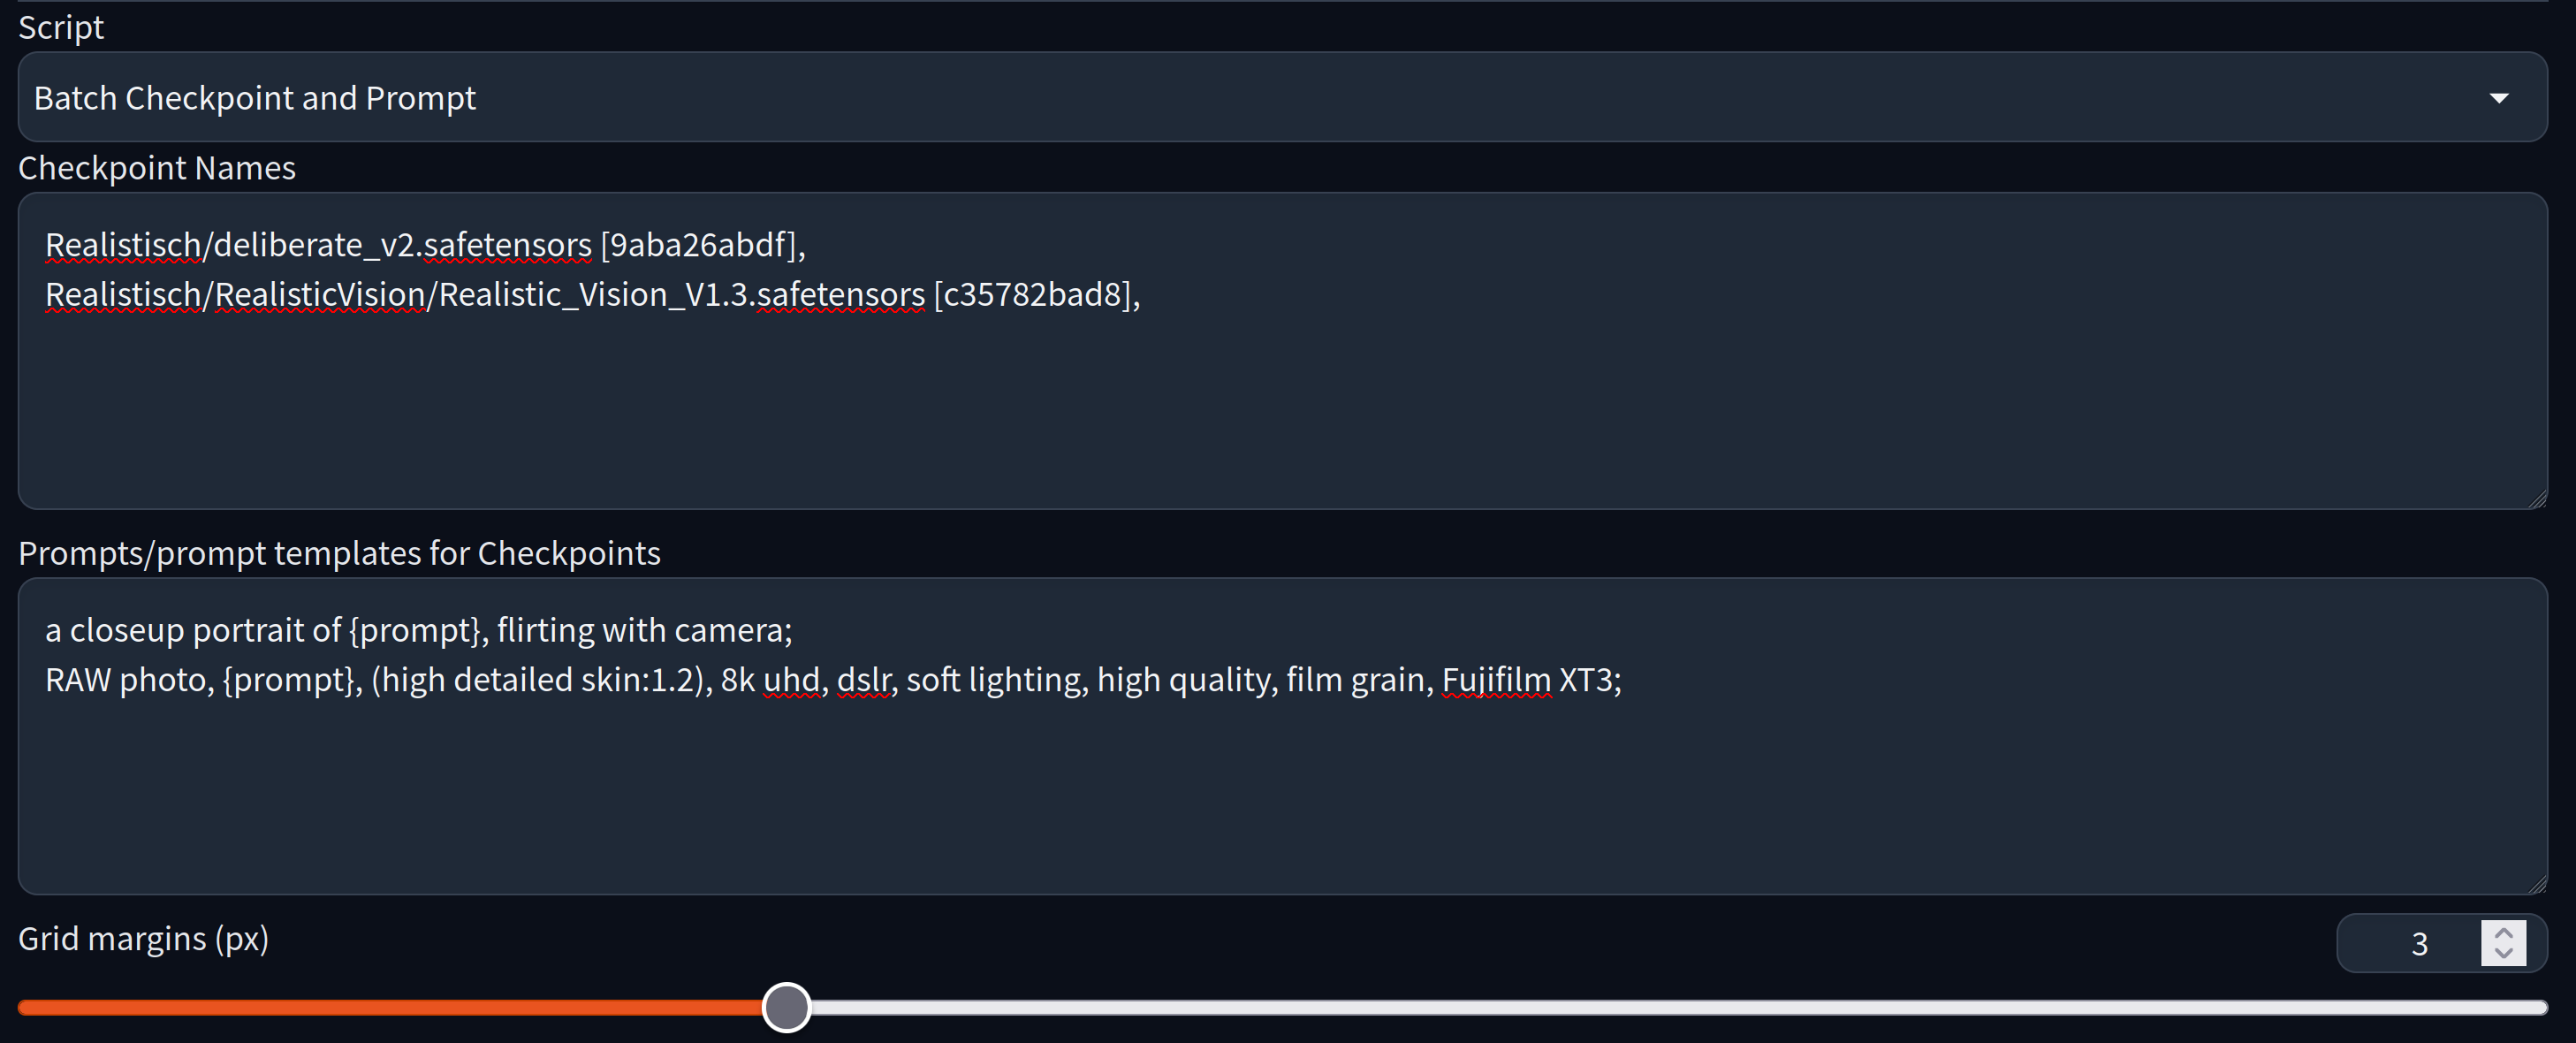 Script
Batch Checkpoint and Prompt
Checkpoint Names
Realistisch/deliberate_v2.safetensors [9aba26abdf],
Realistisch/RealisticVision/Realistic_Vision_V1.3.safetensors [c35782bad8],
Prompts/prompt templates for Checkpoints
a closeup portrait of {prompt}, flirting with camera;
RAW photo, {prompt}, (high detailed skin:1.2), 8k uhd, dslr, soft lighting, high quality, film grain, Fujifilm XT3;
Grid margins (px)
3